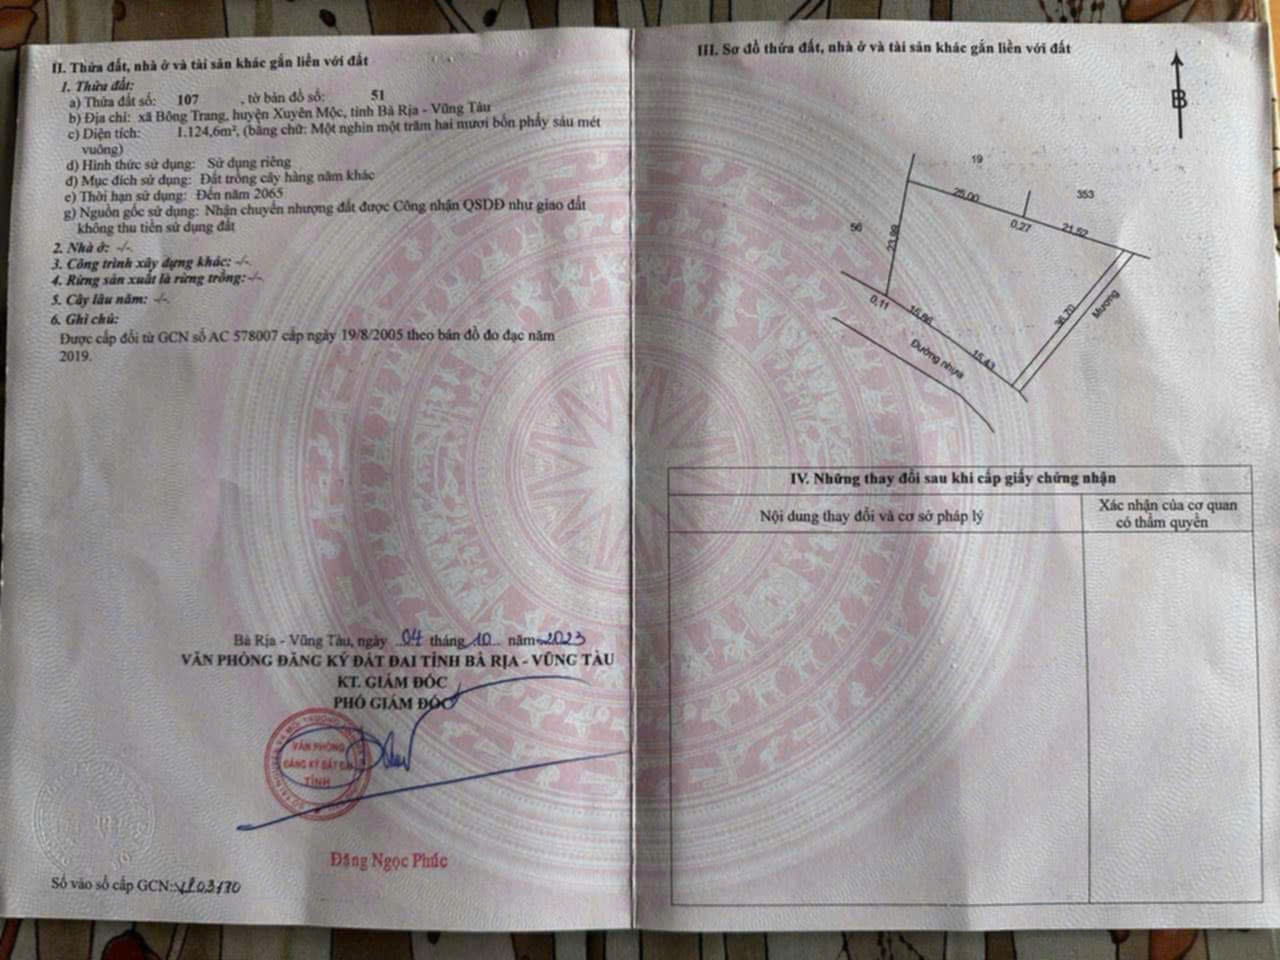 II. Thửa đất, nhà ở và tài sản khác gắn liền với đất
1. Thửa đất:
a) Thửa đất số: 107 , tờ bản đồ số: 51
b) Địa chỉ: xã Bông Trang, huyện Xuyên Mộc, tỉnh Bà Rịa - Vũng Tàu
c) Diện tích: 1.124,6m², (bằng chữ: Một nghìn một trăm hai mươi bốn phẩy sáu mét
vuông)
d) Hình thức sử dụng: Sử dụng riêng
đ) Mục đích sử dụng: Đất trồng cây hàng năm khác
e) Thời hạn sử dụng: Đến năm 2065
g) Nguồn gốc sử dụng: Nhận chuyển nhượng đất được Công nhận QSDĐ như giao đất
không thu tiền sử dụng đất
2. Nhà ở: -/-.
3. Công trình xây dựng khác: -/-.
4. Rừng sản xuất là rừng trồng: -/-.
5. Cây lâu năm: -/-.
6. Ghi chú:
Được cấp đổi từ GCN số AC 578007 cấp ngày 19/8/2005 theo bản đồ đo đạc năm
2019.
Bà Rịa - Vũng Tàu, ngày 04 tháng 10 năm 2023
VĂN PHÒNG ĐĂNG KÝ ĐẤT ĐAI TỈNH BÀ RỊA - VŨNG TÀU
KT. GIÁM ĐỐC
PHÓ GIÁM ĐỐC
VĂN PHÒNG
ĐĂNG KÝ ĐẤT ĐAI
TỈNH
Đặng Ngọc Phúc
Số vào sổ cấp GCN: VL03170
III. Sơ đồ thửa đất, nhà ở và tài sản khác gắn liền với đất
B
19
353
25.00
0,27
21,52
56
23,99
0,11
15,86
15,43
36,70
Mương
Đường nhựa
IV. Những thay đổi sau khi cấp giấy chứng nhận
Nội dung thay đổi và cơ sở pháp lý
Xác nhận của cơ quan
có thẩm quyền